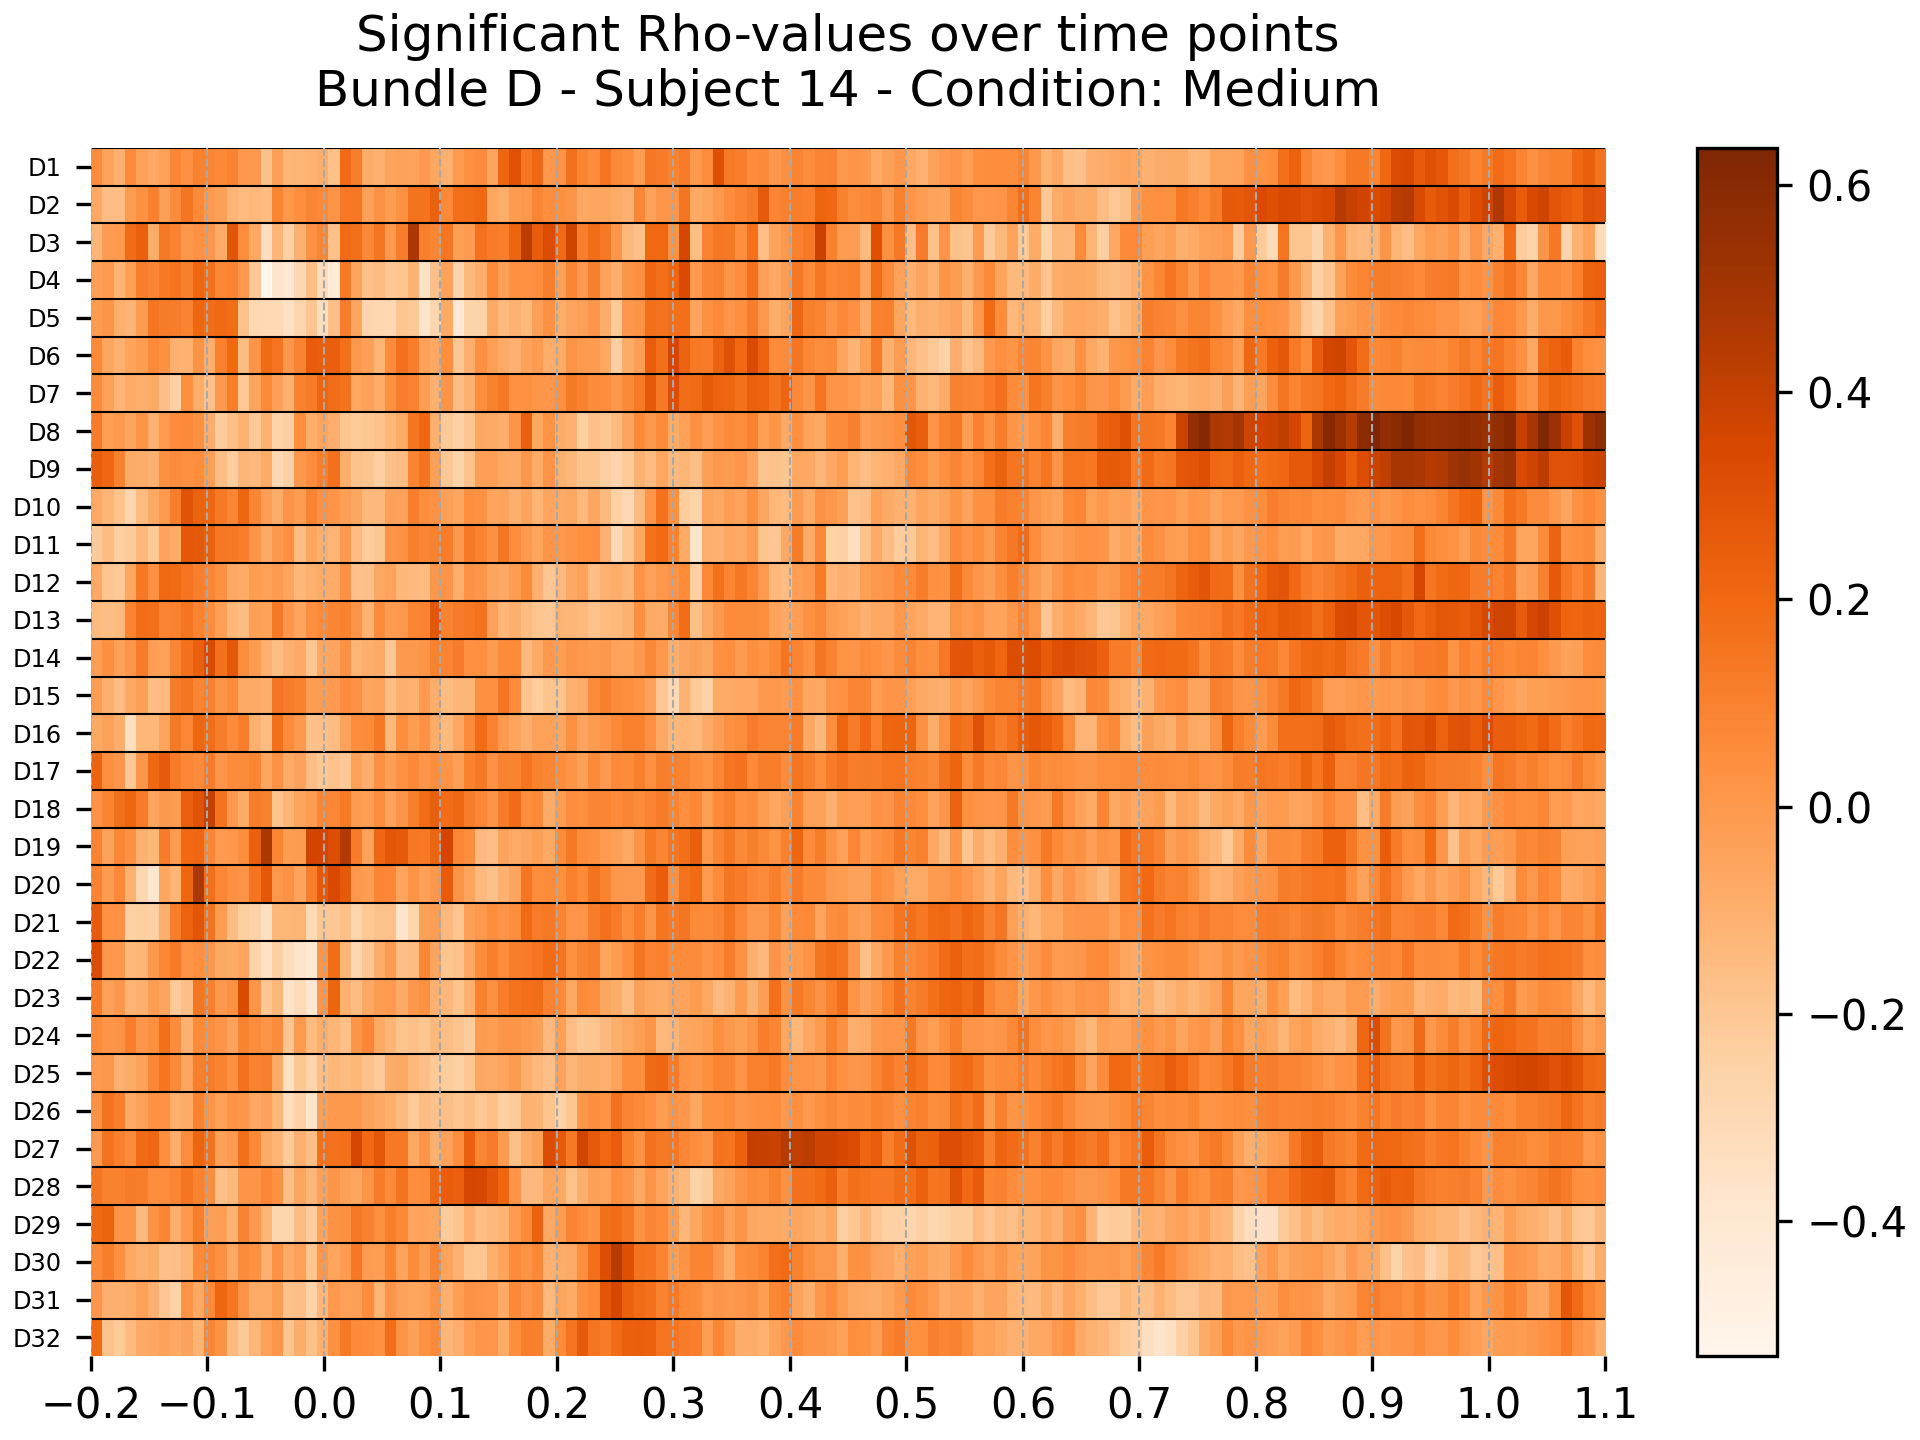 Significant Rho-values over time points
Bundle D - Subject 14 - Condition: Medium
D1
D2
D3
D4
D5
D6
D7
D8
D9
D10
D11
D12
D13
D14
D15
D16
D17
D18
D19
D20
D21
D22
D23
D24
D25
D26
D27
D28
D29
D30
D31
D32
−0.2 −0.1 0.0 0.1 0.2 0.3 0.4 0.5 0.6 0.7 0.8 0.9 1.0 1.1
0.6
0.4
0.2
0.0
−0.2
−0.4